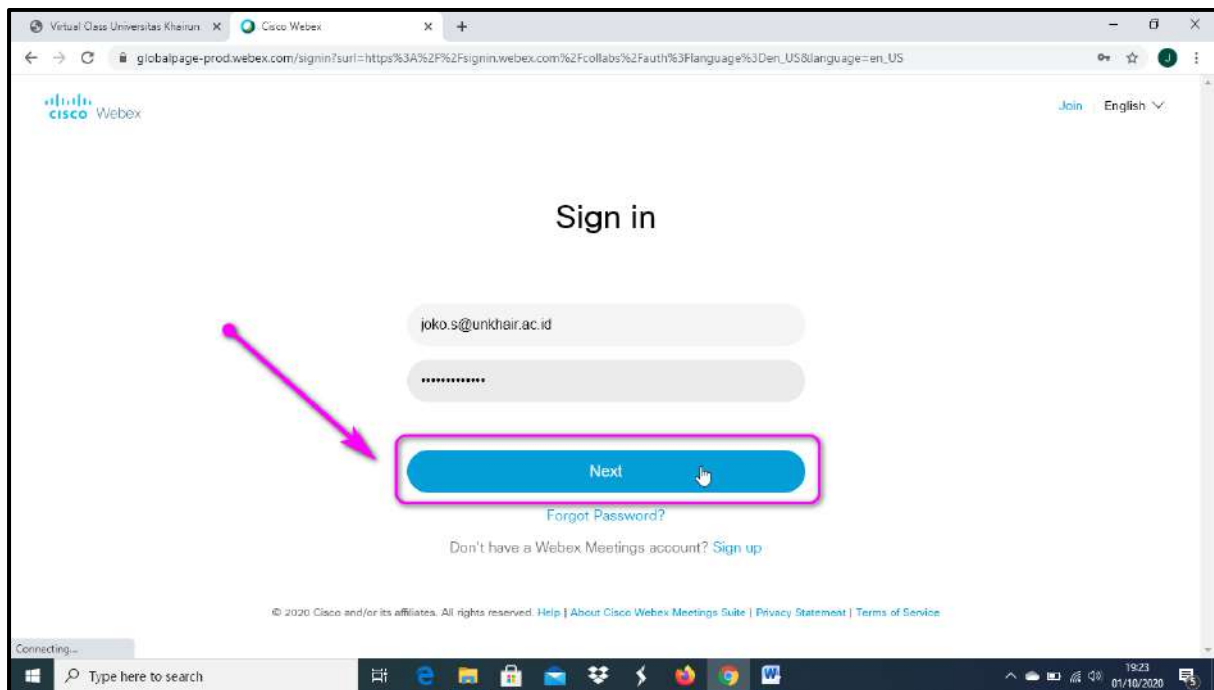 Virtual Class Universitas Khairun
Cisco Webex
globalpage-prod.webex.com/signin?surl=https%3A%2F%2Fsignin.webex.com%2Fcollabs%2Fauth%3Flanguage%3Den_US&language=en_US
J
CISCO Webex
Join English
Sign in
joko.s@unkhair.ac.id
Next
Forgot Password?
Don't have a Webex Meetings account? Sign up
© 2020 Cisco and/or its affiliates. All rights reserved. Help | About Cisco Webex Meetings Suite | Privacy Statement | Terms of Service
Connecting...
Type here to search
19:23
01/10/2020